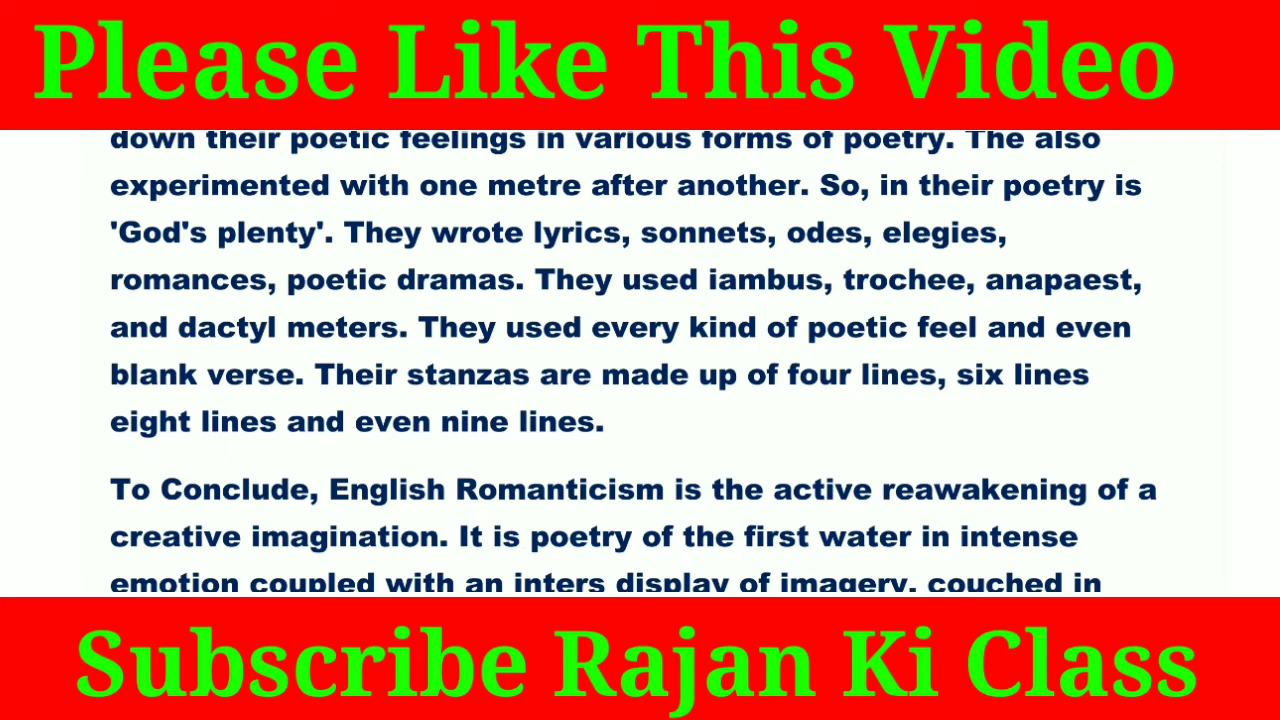 Please Like This Video
down their poetic feelings in various forms of poetry. The also
experimented with one metre after another. So, in their poetry is
'God's plenty'. They wrote lyrics, sonnets, odes, elegies,
romances, poetic dramas. They used iambus, trochee, anapaest,
and dactyl meters. They used every kind of poetic feel and even
blank verse. Their stanzas are made up of four lines, six lines
eight lines and even nine lines.
To Conclude, English Romanticism is the active reawakening of a
creative imagination. It is poetry of the first water in intense
emotion coupled with an inters display of imagery, couched in
Subscribe Rajan Ki Class